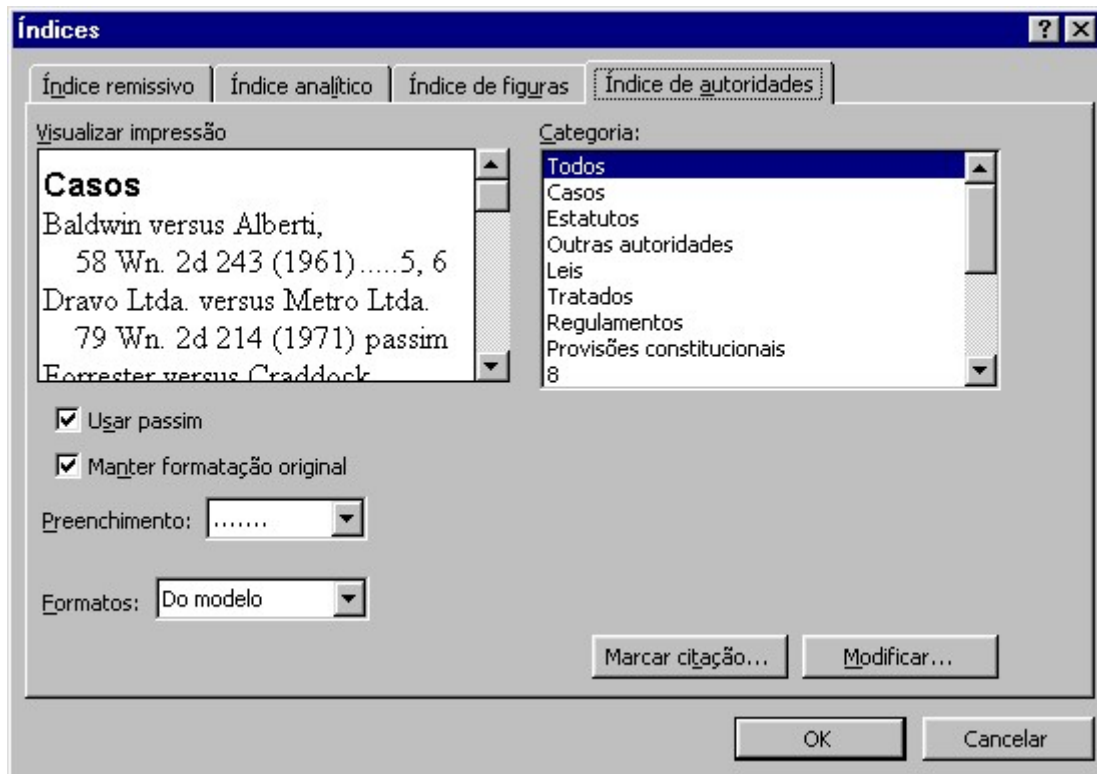 Índices
Índice remissivo
Índice analítico
Índice de figuras
Índice de autoridades
Visualizar impressão
Casos
Baldwin versus Alberti,
58 Wn. 2d 243 (1961).....5, 6
Dravo Ltda. versus Metro Ltda.
79 Wn. 2d 214 (1971) passim
Forrester versus Craddock
Categoria:
Todos
Casos
Estatutos
Outras autoridades
Leis
Tratados
Regulamentos
Provisões constitucionais
8
Usar passim
Manter formatação original
Preenchimento: .......
Formatos: Do modelo
Marcar citação...
Modificar...
OK
Cancelar